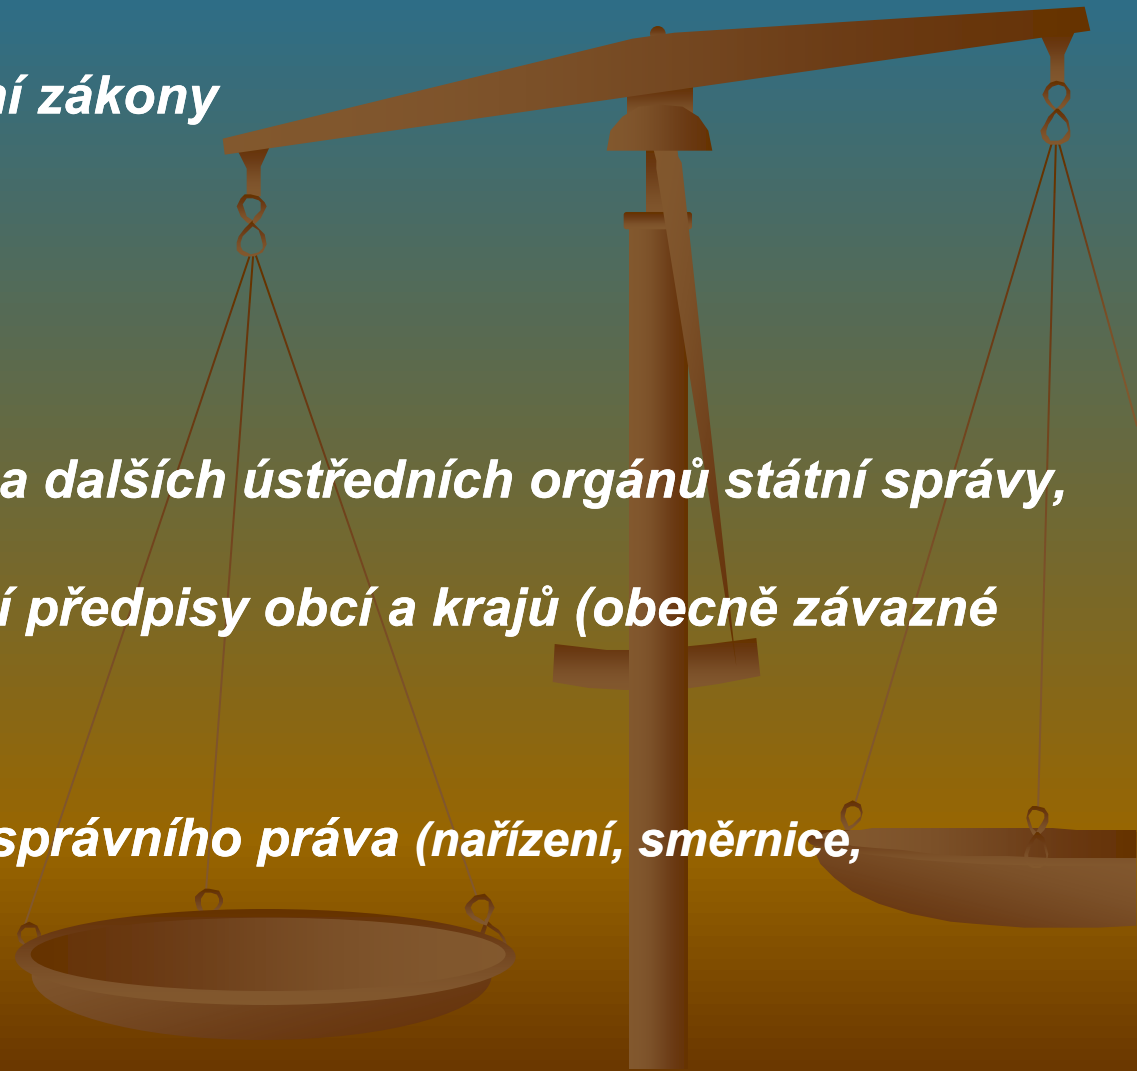 ní zákony
a dalších ústředních orgánů státní správy,
í předpisy obcí a krajů (obecně závazné
správního práva (nařízení, směrnice,